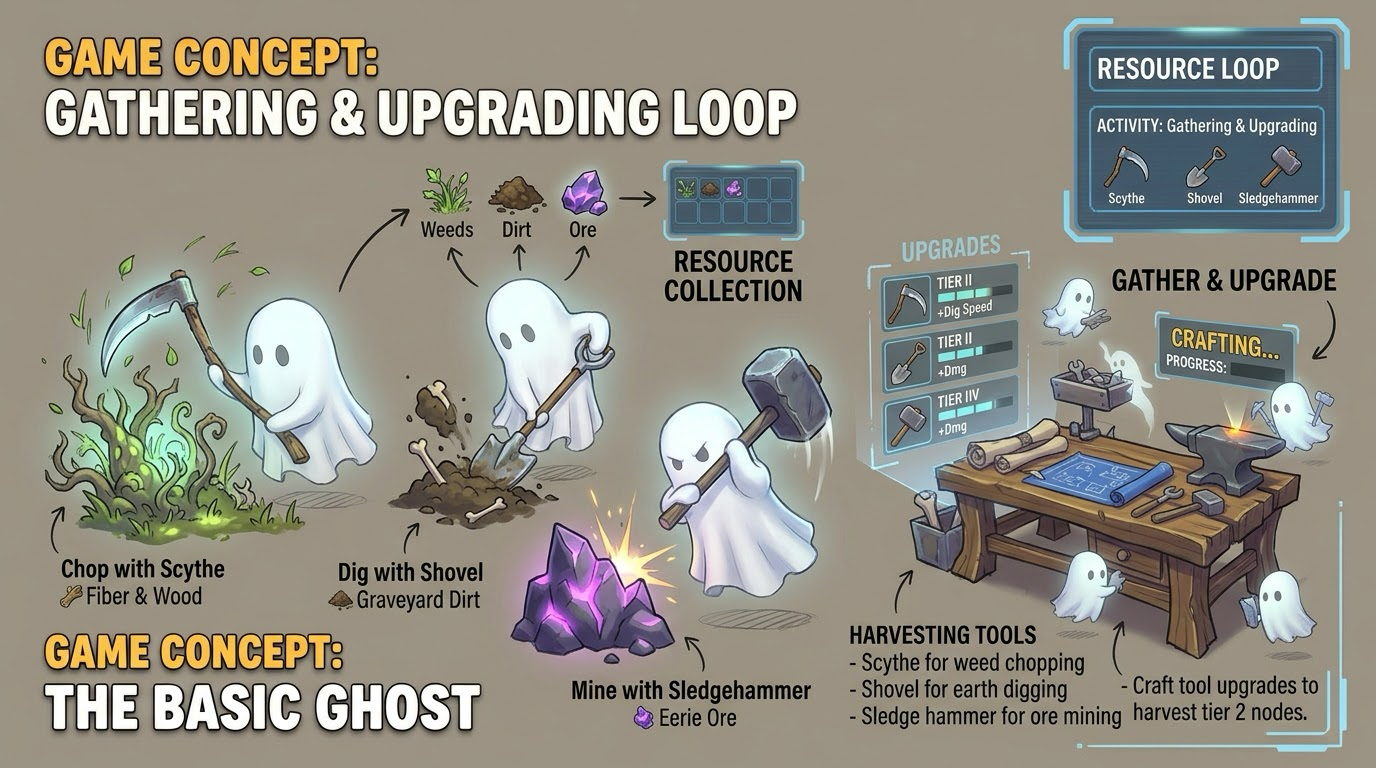 GAME CONCEPT:
GATHERING & UPGRADING LOOP
Weeds
Dirt
Ore
RESOURCE
COLLECTION
RESOURCE LOOP
ACTIVITY: Gathering & Upgrading
Scythe
Shovel
Sledgehammer
UPGRADES
TIER II
+Dig Speed
TIER II
+Dmg
TIER IIV
+Dmg
GATHER & UPGRADE
CRAFTING...
PROGRESS:
Chop with Scythe
Fiber & Wood
Dig with Shovel
Graveyard Dirt
Mine with Sledgehammer
Eerie Ore
HARVESTING TOOLS
- Scythe for weed chopping
- Shovel for earth digging
- Sledge hammer for ore mining
- Craft tool upgrades to
harvest tier 2 nodes.
GAME CONCEPT:
THE BASIC GHOST